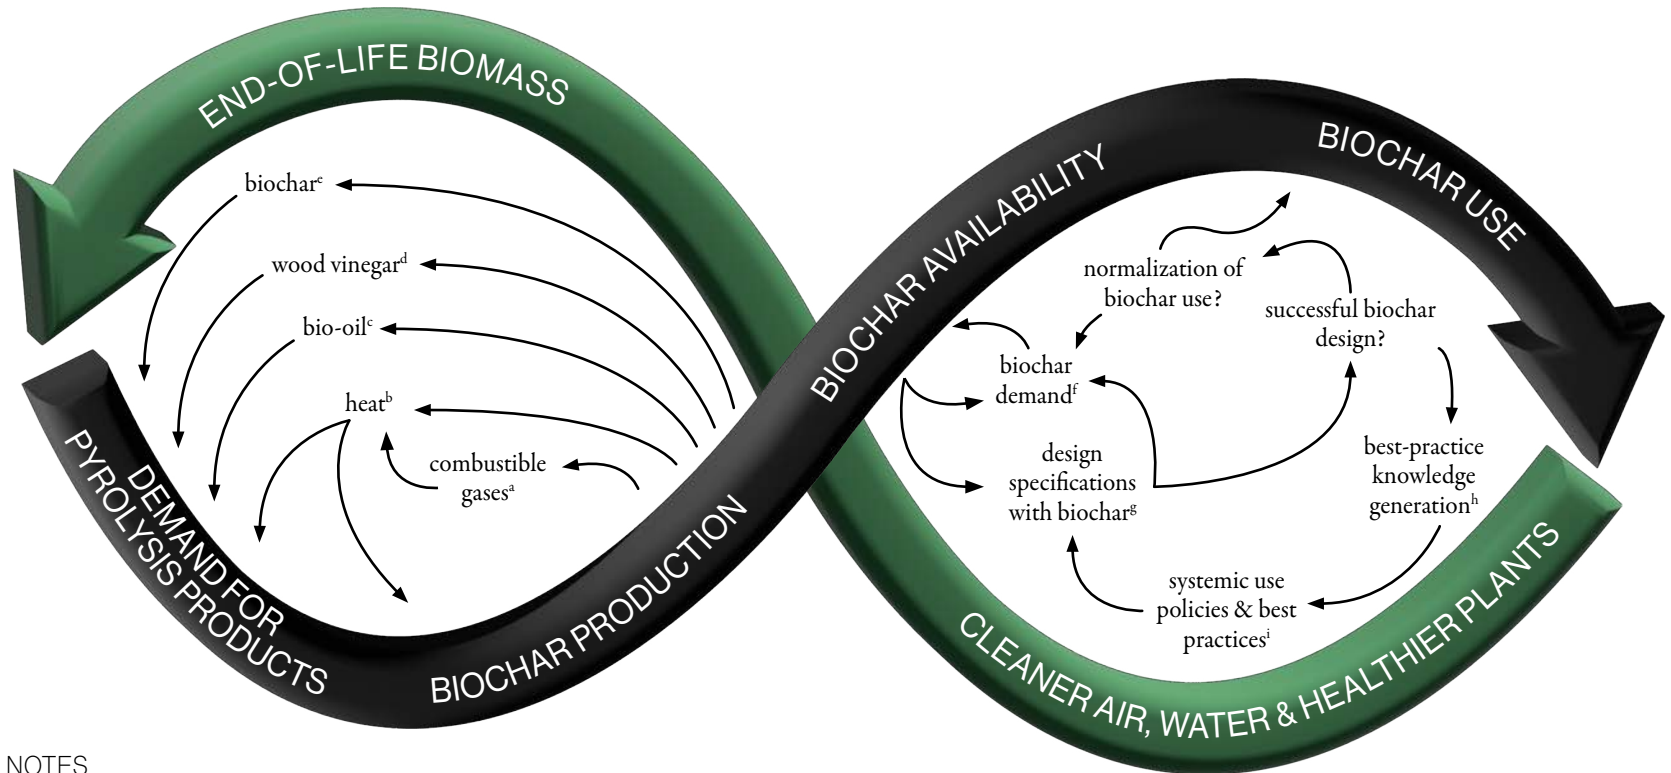 END-OF-LIFE BIOMASS
biocharᵉ
wood vinegarᵈ
bio-oilᶜ
heatᵇ
combustible
gasesᵃ
DEMAND FOR
PYROLYSIS PRODUCTS
BIOCHAR PRODUCTION
BIOCHAR AVAILABILITY
BIOCHAR USE
normalization of
biochar use?
successful biochar
design?
biochar
demandᶠ
design
specifications
with biocharᵍ
best-practice
knowledge
generationʰ
systemic use
policies & best
practicesⁱ
CLEANER AIR, WATER & HEALTHIER PLANTS
NOTES